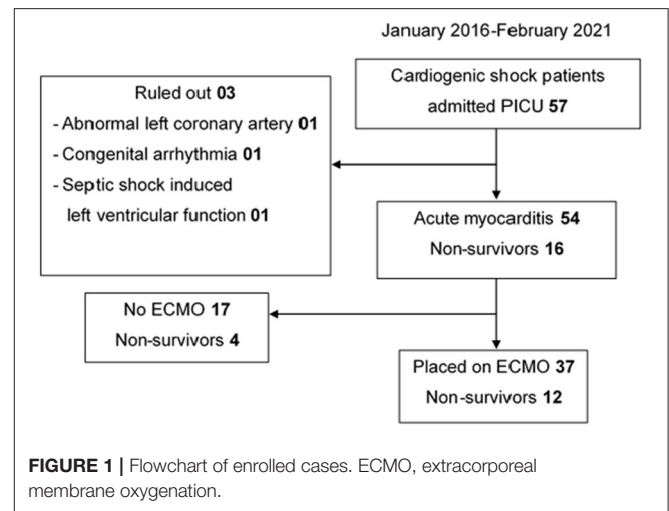 January 2016-February 2021
Cardiogenic shock patients
admitted PICU 57
Ruled out 03
- Abnormal left coronary artery 01
- Congenital arrhythmia 01
- Septic shock induced
left ventricular function 01
Acute myocarditis 54
Non-survivors 16
No ECMO 17
Non-survivors 4
Placed on ECMO 37
Non-survivors 12
FIGURE 1 | Flowchart of enrolled cases. ECMO, extracorporeal
membrane oxygenation.